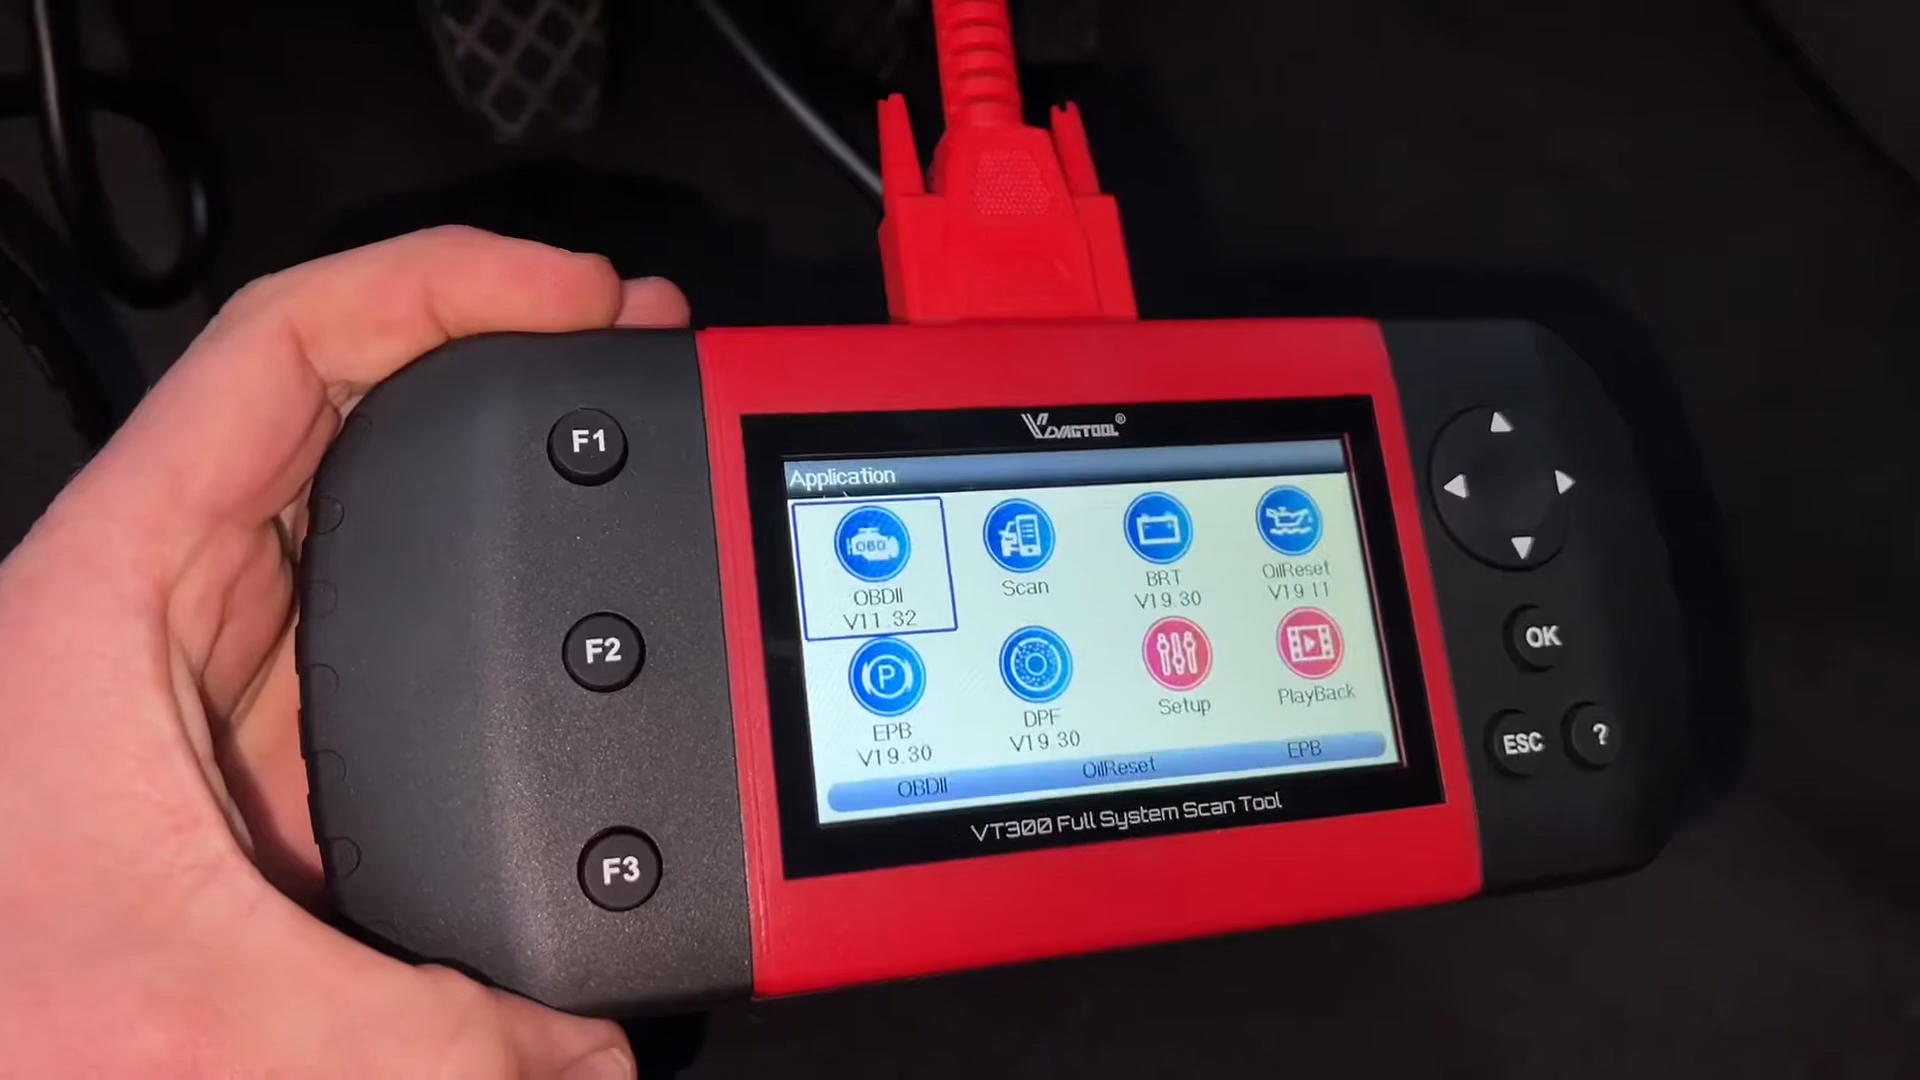 VDIAGTOOL®
Application
OBD
OBDII
V11.32
Scan
BRT
V19.30
OilReset
V19.11
P
EPB
V19.30
DPF
V19.30
Setup
PlayBack
OBDII OilReset EPB
VT300 Full System Scan Tool
F1
F2
F3
OK
ESC
?